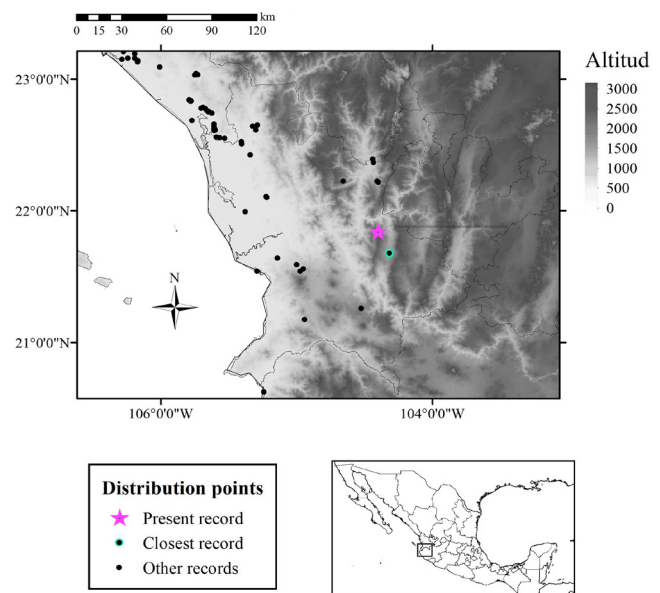 km
0 15 30 60 90 120
23°0'0"N
22°0'0"N
21°0'0"N
106°0'0"W 104°0'0"W
N
Altitud
3000
2500
2000
1500
1000
500
0
Distribution points
Present record
Closest record
Other records